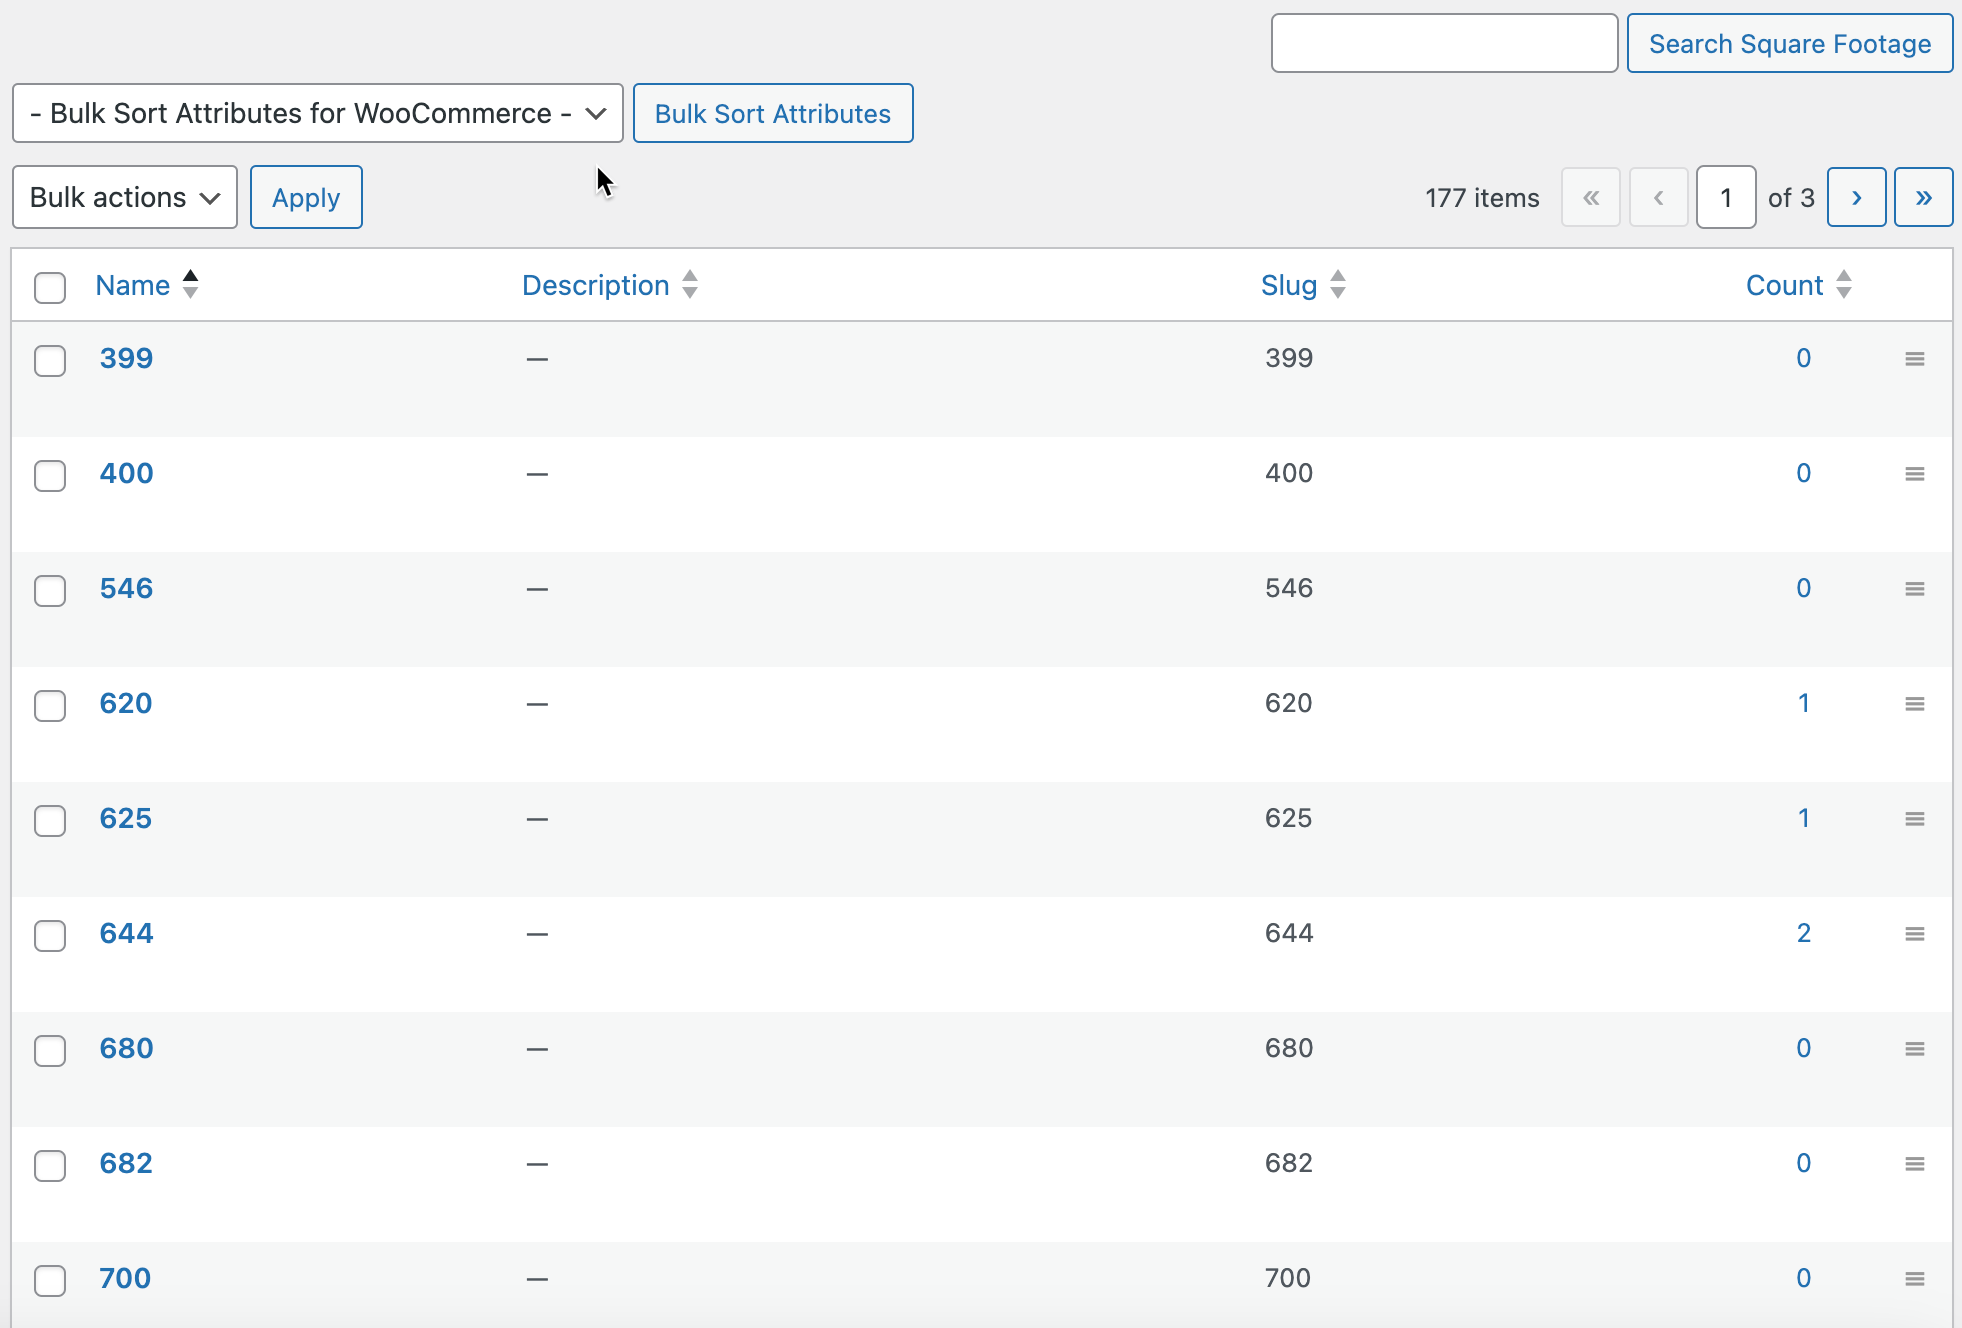 Search Square Footage
- Bulk Sort Attributes for WooCommerce - Bulk Sort Attributes
Bulk actions Apply 177 items « ‹ 1 of 3 › »
Name Description Slug Count
399 — 399 0
400 — 400 0
546 — 546 0
620 — 620 1
625 — 625 1
644 — 644 2
680 — 680 0
682 — 682 0
700 — 700 0